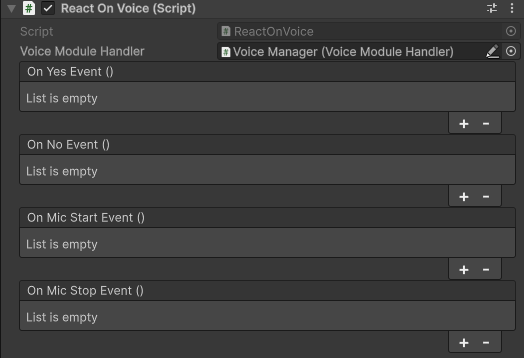 React On Voice (Script)
Script ReactOnVoice
Voice Module Handler Voice Manager (Voice Module Handler)
On Yes Event ()
List is empty
+ -
On No Event ()
List is empty
+ -
On Mic Start Event ()
List is empty
+ -
On Mic Stop Event ()
List is empty
+ -